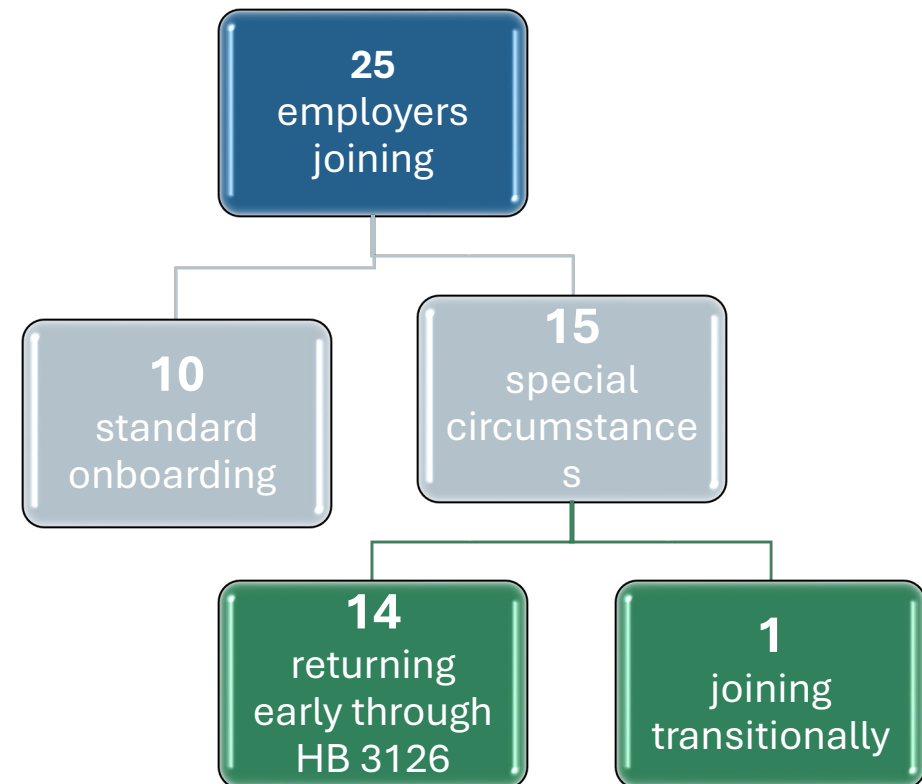 25
employers
joining
10
standard
onboarding
15
special
circumstance
s
14
returning
early through
HB 3126
1
joining
transitionally